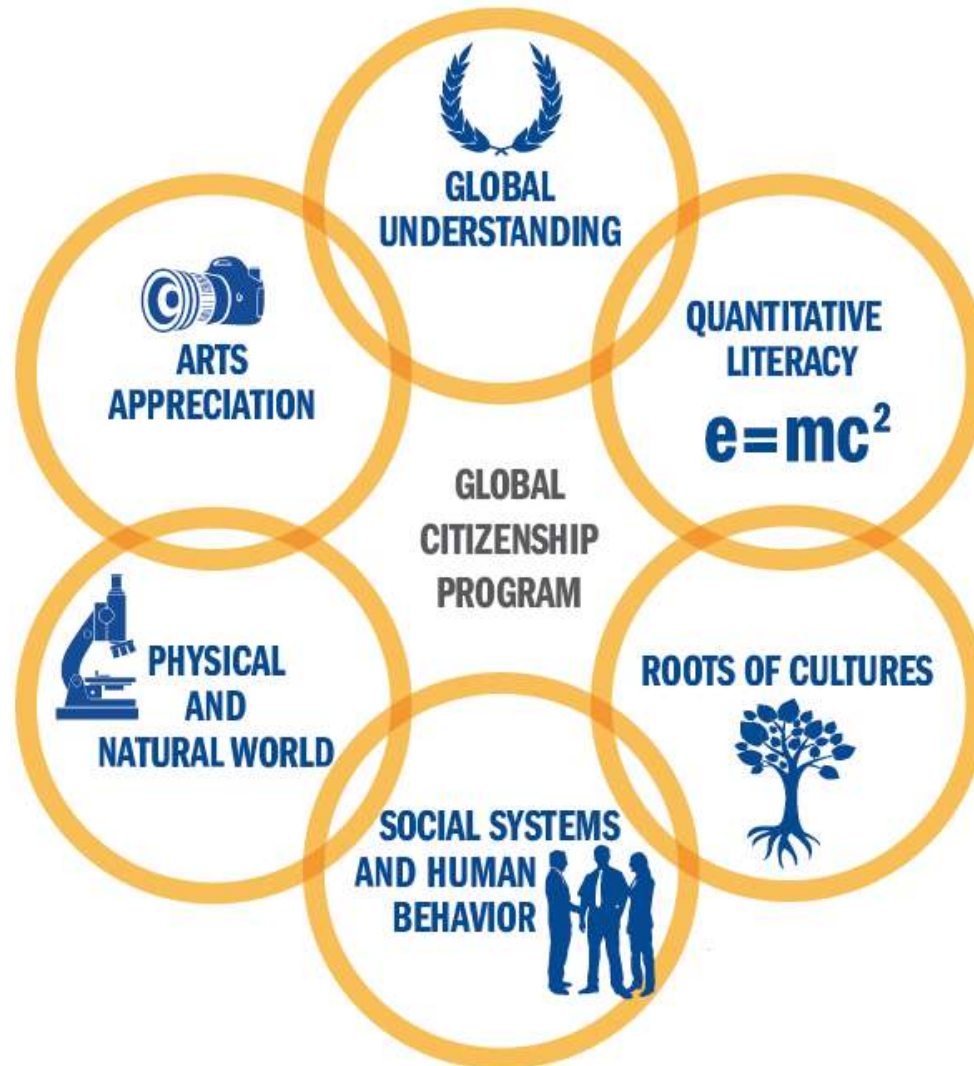 GLOBAL
UNDERSTANDING
ARTS
APPRECIATION
QUANTITATIVE
LITERACY
e=mc²
GLOBAL
CITIZENSHIP
PROGRAM
PHYSICAL
AND
NATURAL WORLD
ROOTS OF CULTURES
SOCIAL SYSTEMS
AND HUMAN
BEHAVIOR